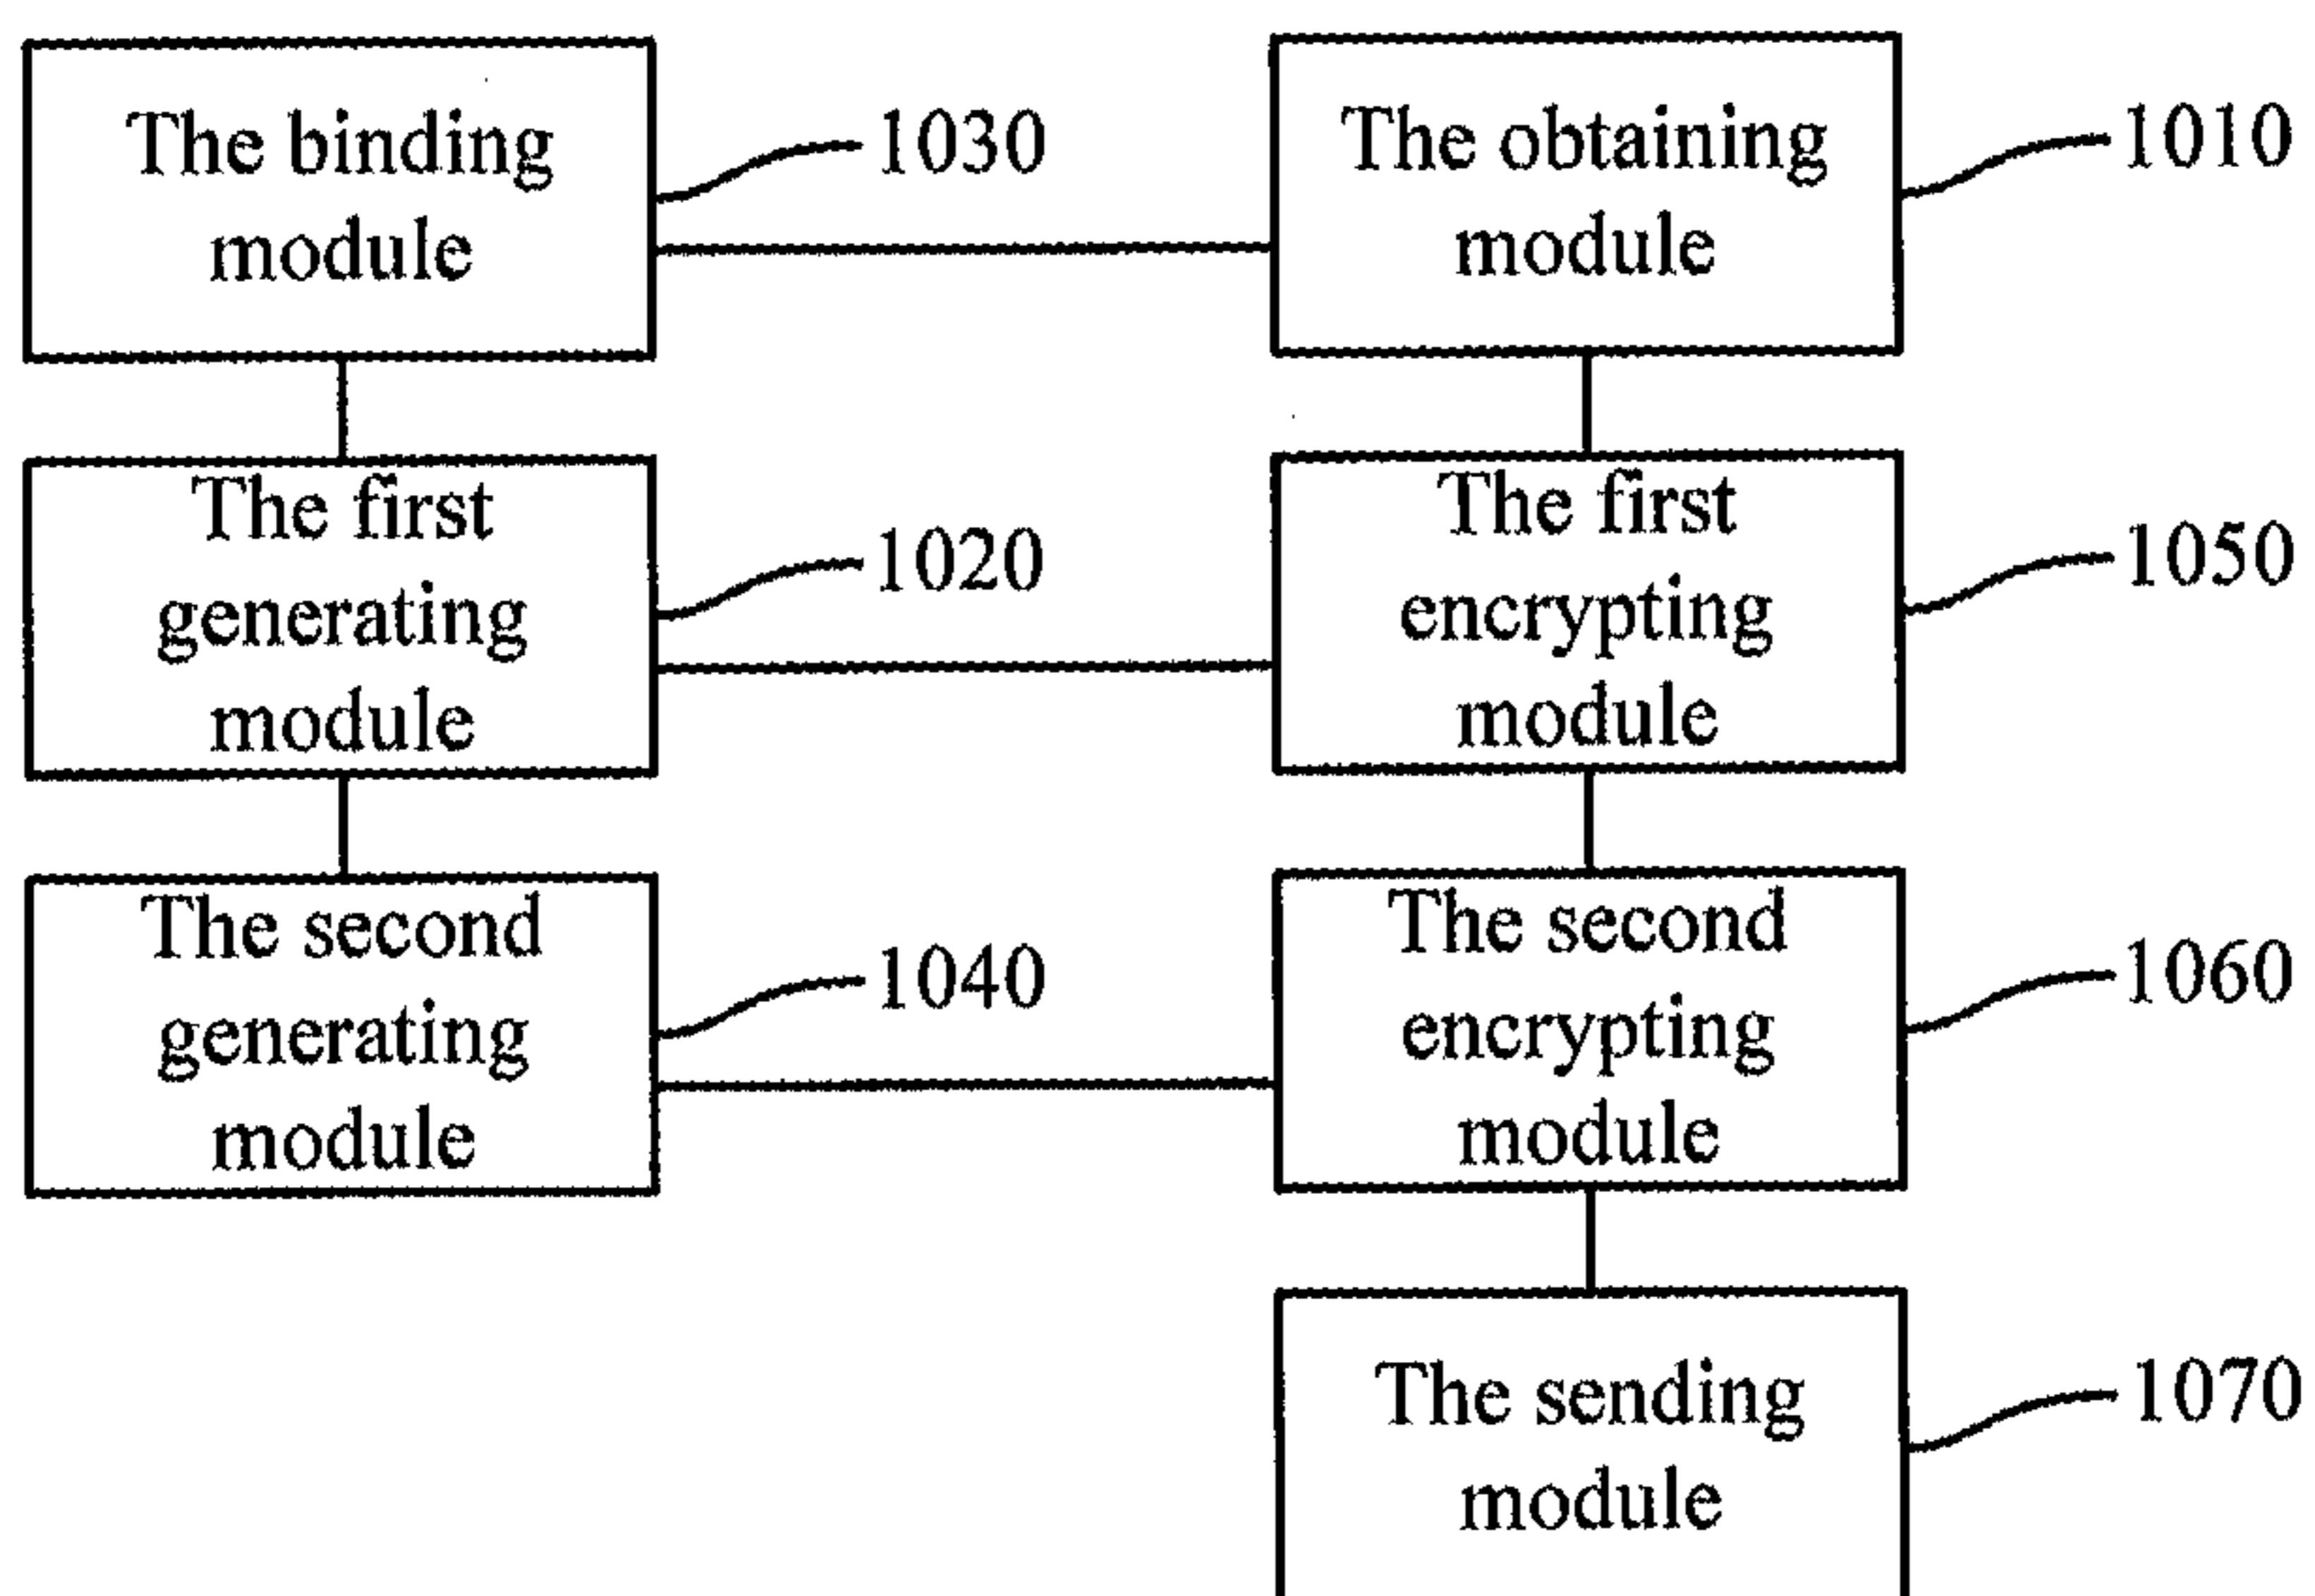 The binding
module
1030
The obtaining
module
1010
The first
generating
module
1020
The first
encrypting
module
1050
The second
generating
module
1040
The second
encrypting
module
1060
The sending
module
1070